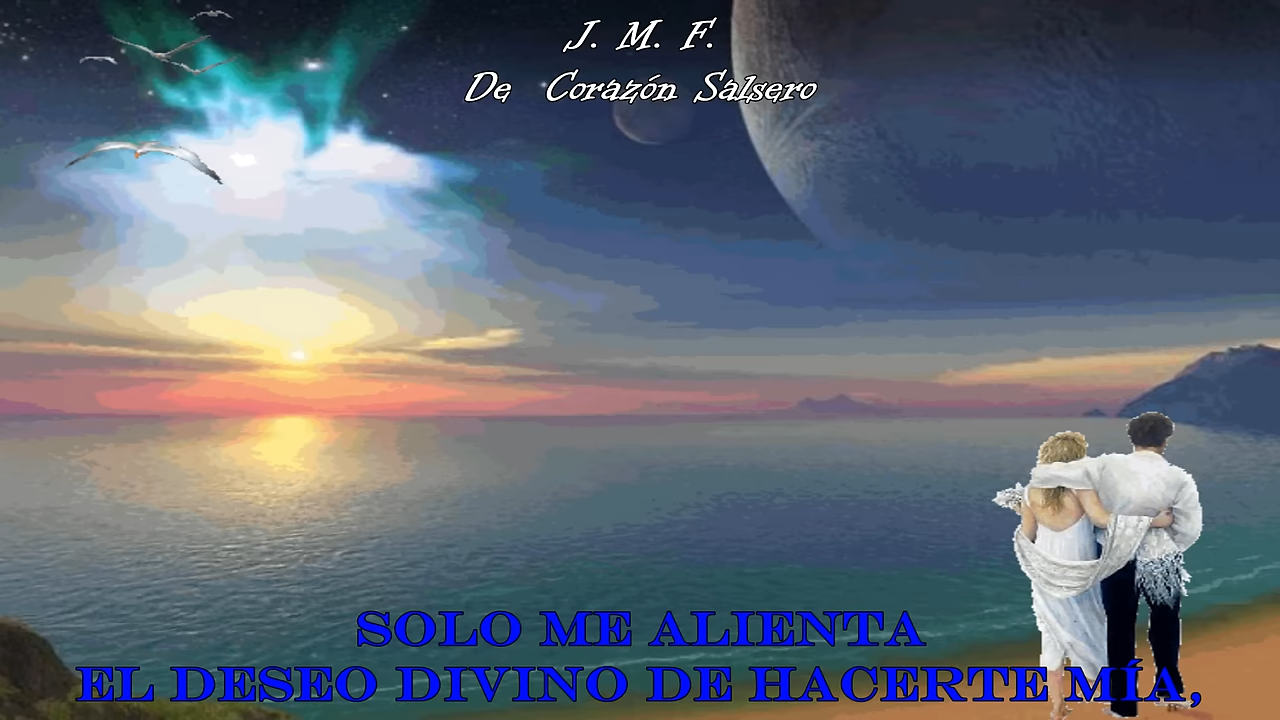 J. M. F.
De Corazón Salsero
SOLO ME ALIENTA
EL DESEO DIVINO DE HACERTE MÍA,